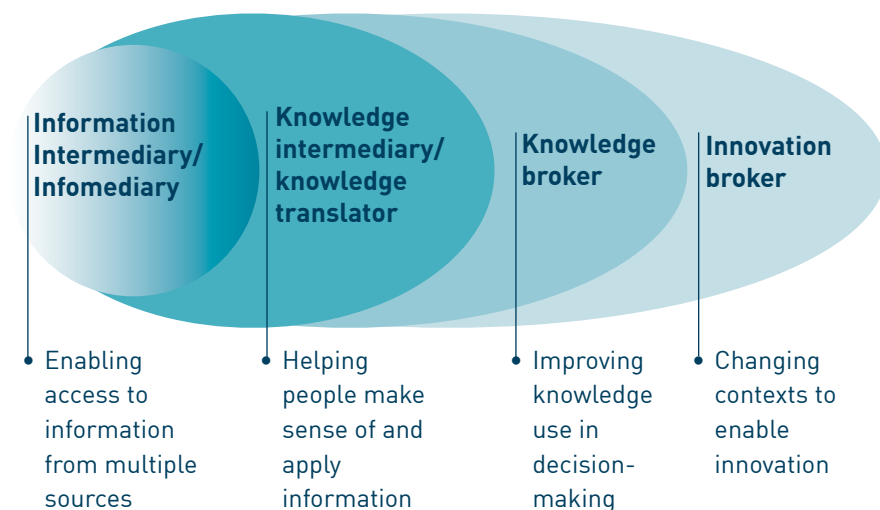 Information
Intermediary/
Infomediary
Knowledge
intermediary/
knowledge
translator
Knowledge
broker
Innovation
broker
Enabling
access to
information
from multiple
sources
Helping
people make
sense of and
apply
information
Improving
knowledge
use in
decision-
making
Changing
contexts to
enable
innovation